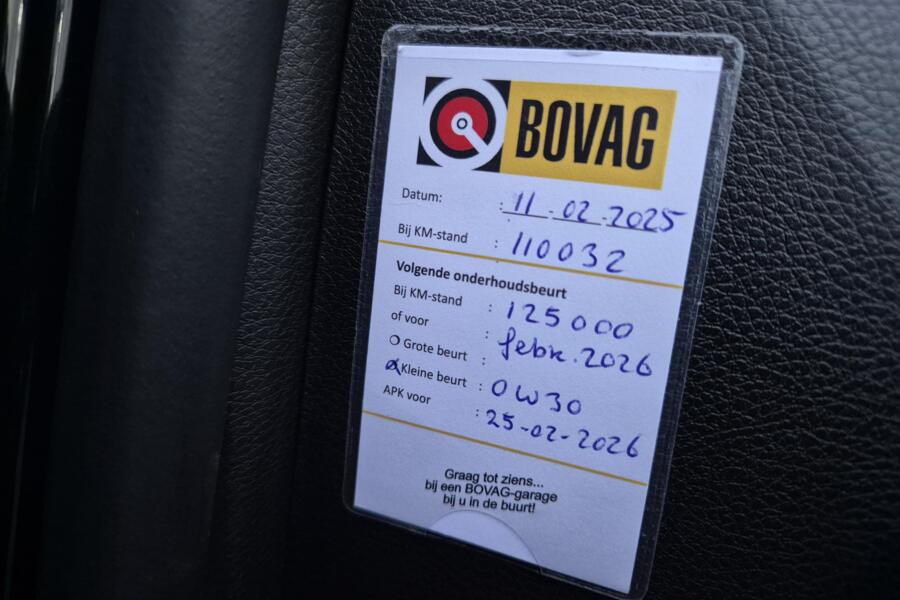 BOVAG
Datum: : 11-02-2025
Bij KM-stand : 110032
Volgende onderhoudsbeurt
Bij KM-stand : 125000
of voor : febr. 2026
Grote beurt :
Kleine beurt : 0W30
APK voor : 25-02-2026
Graag tot ziens...
bij een BOVAG-garage
bij u in de buurt!